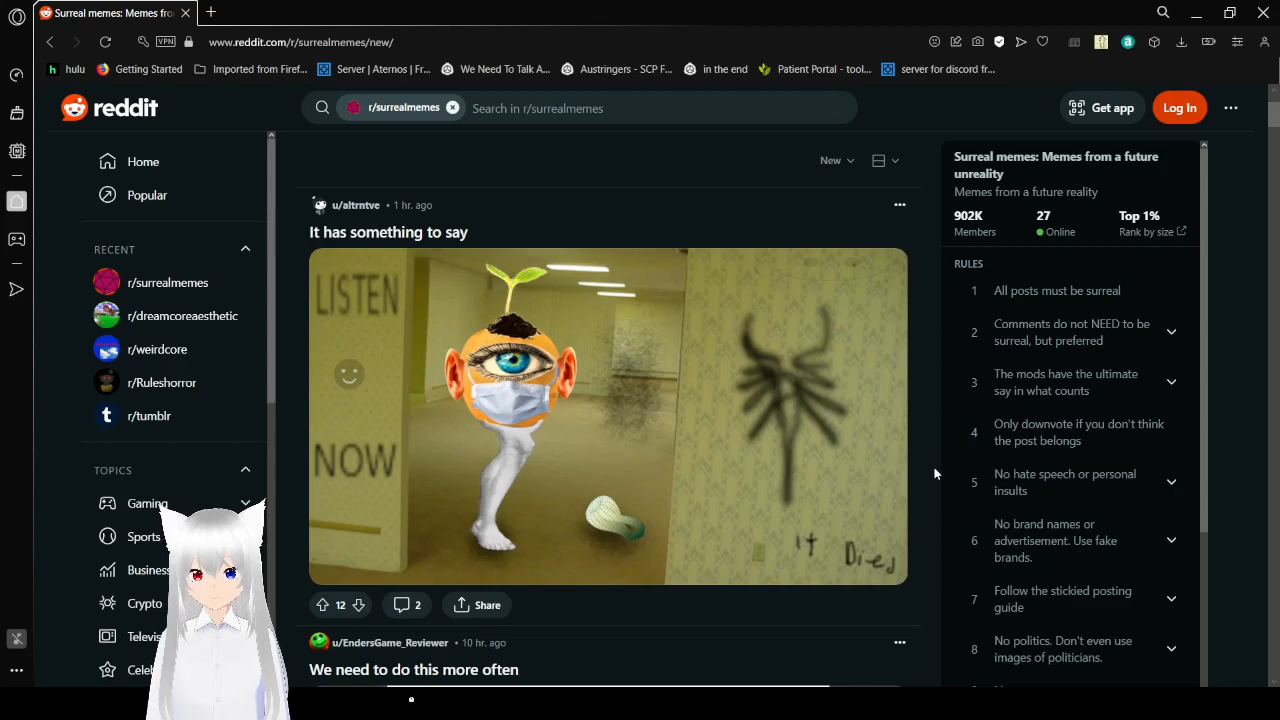 Surreal memes: Memes fro
VPN
www.reddit.com/r/surrealmemes/new/
hulu
Getting Started
Imported from Firef...
Server | Aternos | Fr...
We Need To Talk A...
Austringers - SCP F...
in the end
Patient Portal - tool...
server for discord fr...
reddit
r/surrealmemes
Search in r/surrealmemes
Get app
Log In
Home
Popular
RECENT
r/surrealmemes
r/dreamcoreaesthetic
r/weirdcore
r/Ruleshorror
r/tumblr
TOPICS
Gaming
Sports
Business
Crypto
Televis
Celeb
New
u/altrntve • 1 hr. ago
It has something to say
LISTEN
NOW
It Died
12
2
Share
u/EndersGame_Reviewer • 10 hr. ago
We need to do this more often
Surreal memes: Memes from a future
unreality
Memes from a future reality
902K
Members
27
Online
Top 1%
Rank by size
RULES
1 All posts must be surreal
2 Comments do not NEED to be
surreal, but preferred
3 The mods have the ultimate
say in what counts
4 Only downvote if you don't think
the post belongs
5 No hate speech or personal
insults
6 No brand names or
advertisement. Use fake
brands.
7 Follow the stickied posting
guide
8 No politics. Don't even use
images of politicians.